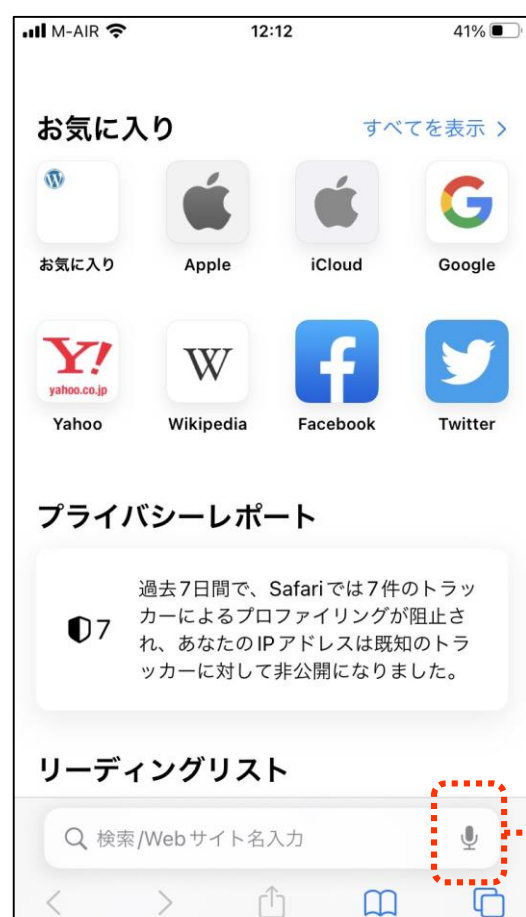 M-AIR 12:12 41%
お気に入り すべてを表示 >
お気に入り Apple iCloud Google
Y!
yahoo.co.jp
W
Yahoo Wikipedia Facebook Twitter
プライバシーレポート
過去7日間で、Safariでは7件のトラッ
7 カーによるプロファイリングが阻止さ
れ、あなたのIPアドレスは既知のトラ
ッカーに対して非公開になりました。
リーディングリスト
検索/Webサイト名入力